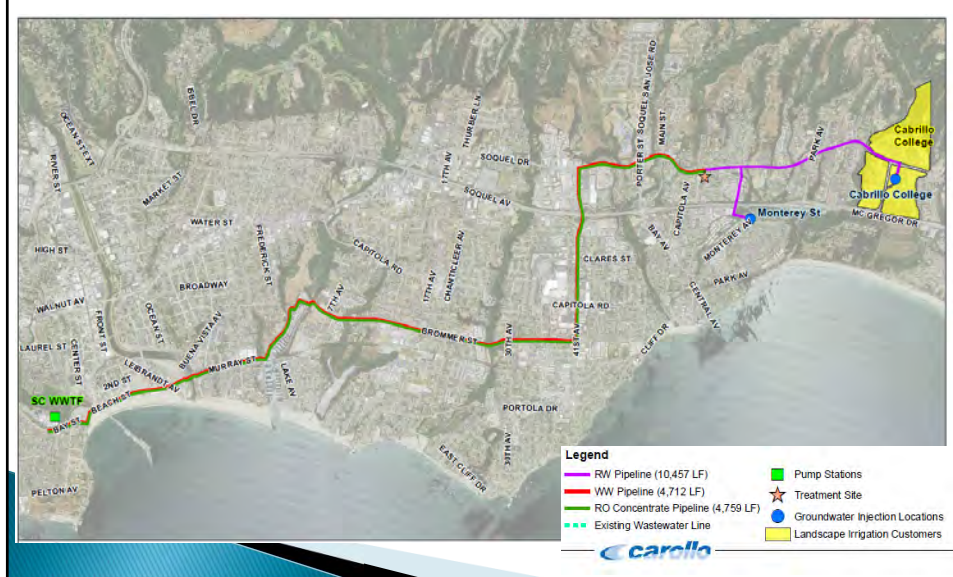 OCEAN ST EXT
RIVER ST
ISBEL DR
MARKET ST
WATER ST
HIGH ST
WALNUT AV
LAUREL ST
FRONT ST
CENTER ST
OCEAN ST
BROADWAY
BUENA VISTA AV
FREDERICK ST
2ND ST
LEIBRANDT AV
BEACH ST
MURRAY ST
SC WWTF
BAY ST
PELTON AV
LAKE AV
7TH AV
CAPITOLA RD
17TH AV
CHANTICLEER AV
17TH AV
THURBER LN
SOQUEL DR
SOQUEL AV
BROMMER ST
30TH AV
41ST AV
PORTOLA DR
30TH AV
EAST CLIFF DR
CLIFF DR
CAPITOLA RD
CLARES ST
PORTER ST
SOQUEL SAN JOSE RD
MAIN ST
CAPITOLA AV
BAY AV
MONTEREY AV
Monterey St
PARK AV
CENTRAL AV
PARK AV
Cabrillo
College
Cabrillo College
MC GREGOR DR
Legend
RW Pipeline (10,457 LF)
WW Pipeline (4,712 LF)
RO Concentrate Pipeline (4,759 LF)
Existing Wastewater Line
Pump Stations
Treatment Site
Groundwater Injection Locations
Landscape Irrigation Customers
carollo